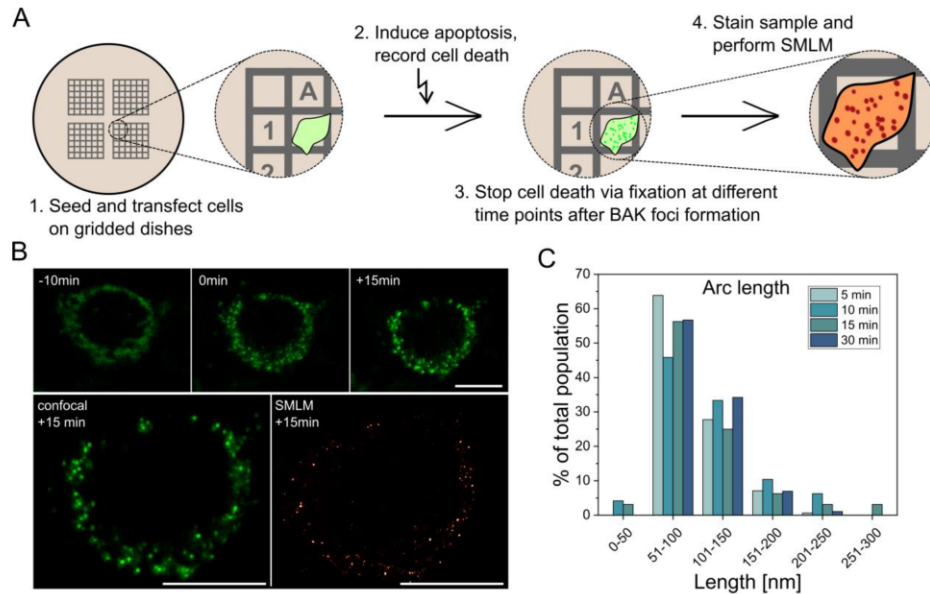 A
1. Seed and transfect cells
on gridded dishes
A
1
2
2. Induce apoptosis,
record cell death
A
1
2
3. Stop cell death via fixation at different
time points after BAK foci formation
4. Stain sample and
perform SMLM
B
-10min
0min
+15min
confocal
+15 min
SMLM
+15min
C
Arc length
5 min
10 min
15 min
30 min
% of total population
70
60
50
40
30
20
10
0
0-50
51-100
101-150
151-200
201-250
251-300
Length [nm]